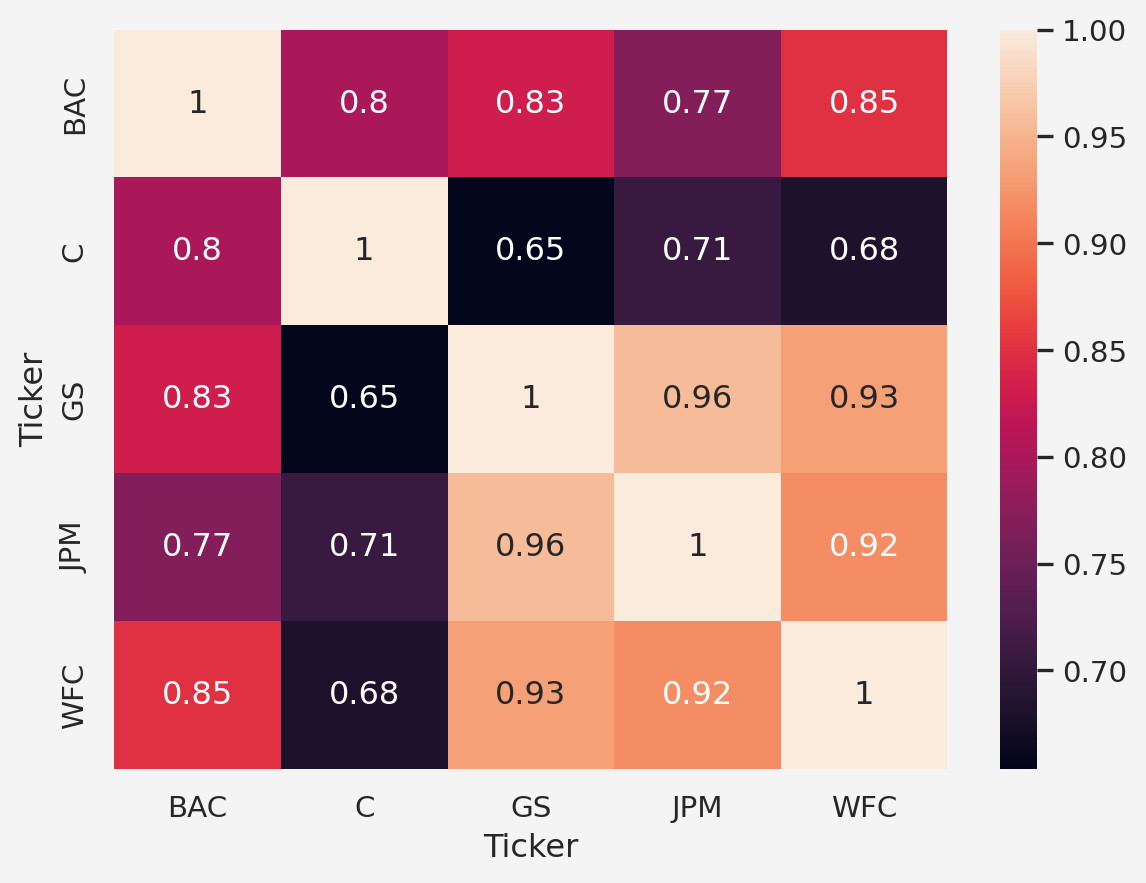 BAC 1 0.8 0.83 0.77 0.85
C 0.8 1 0.65 0.71 0.68
GS 0.83 0.65 1 0.96 0.93
JPM 0.77 0.71 0.96 1 0.92
WFC 0.85 0.68 0.93 0.92 1
BAC C GS JPM WFC
Ticker
Ticker
1.00
0.95
0.90
0.85
0.80
0.75
0.70